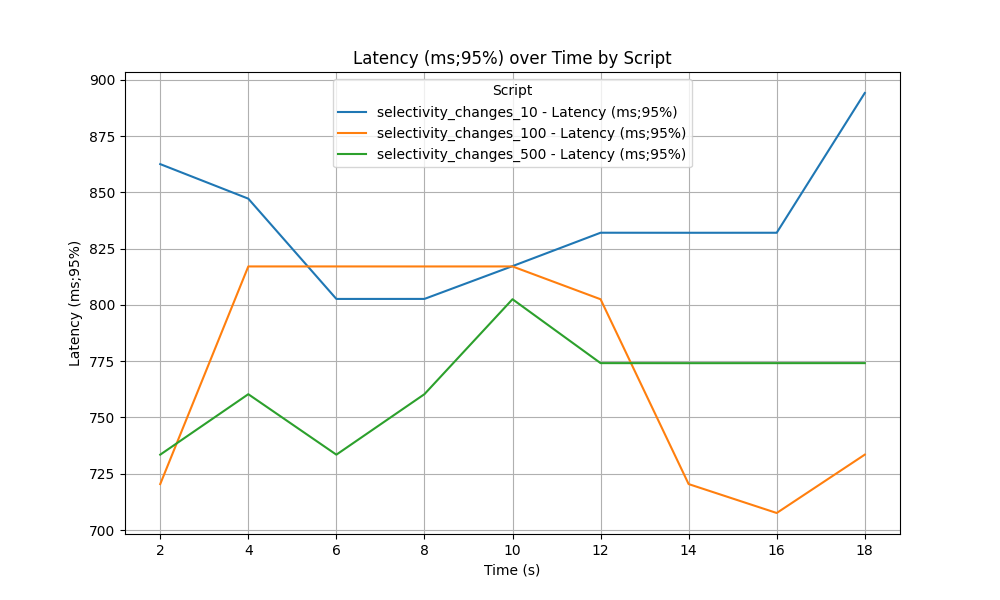 Latency (ms;95%) over Time by Script
Script
selectivity_changes_10 - Latency (ms;95%)
selectivity_changes_100 - Latency (ms;95%)
selectivity_changes_500 - Latency (ms;95%)
Latency (ms;95%)
900
875
850
825
800
775
750
725
700
2 4 6 8 10 12 14 16 18
Time (s)